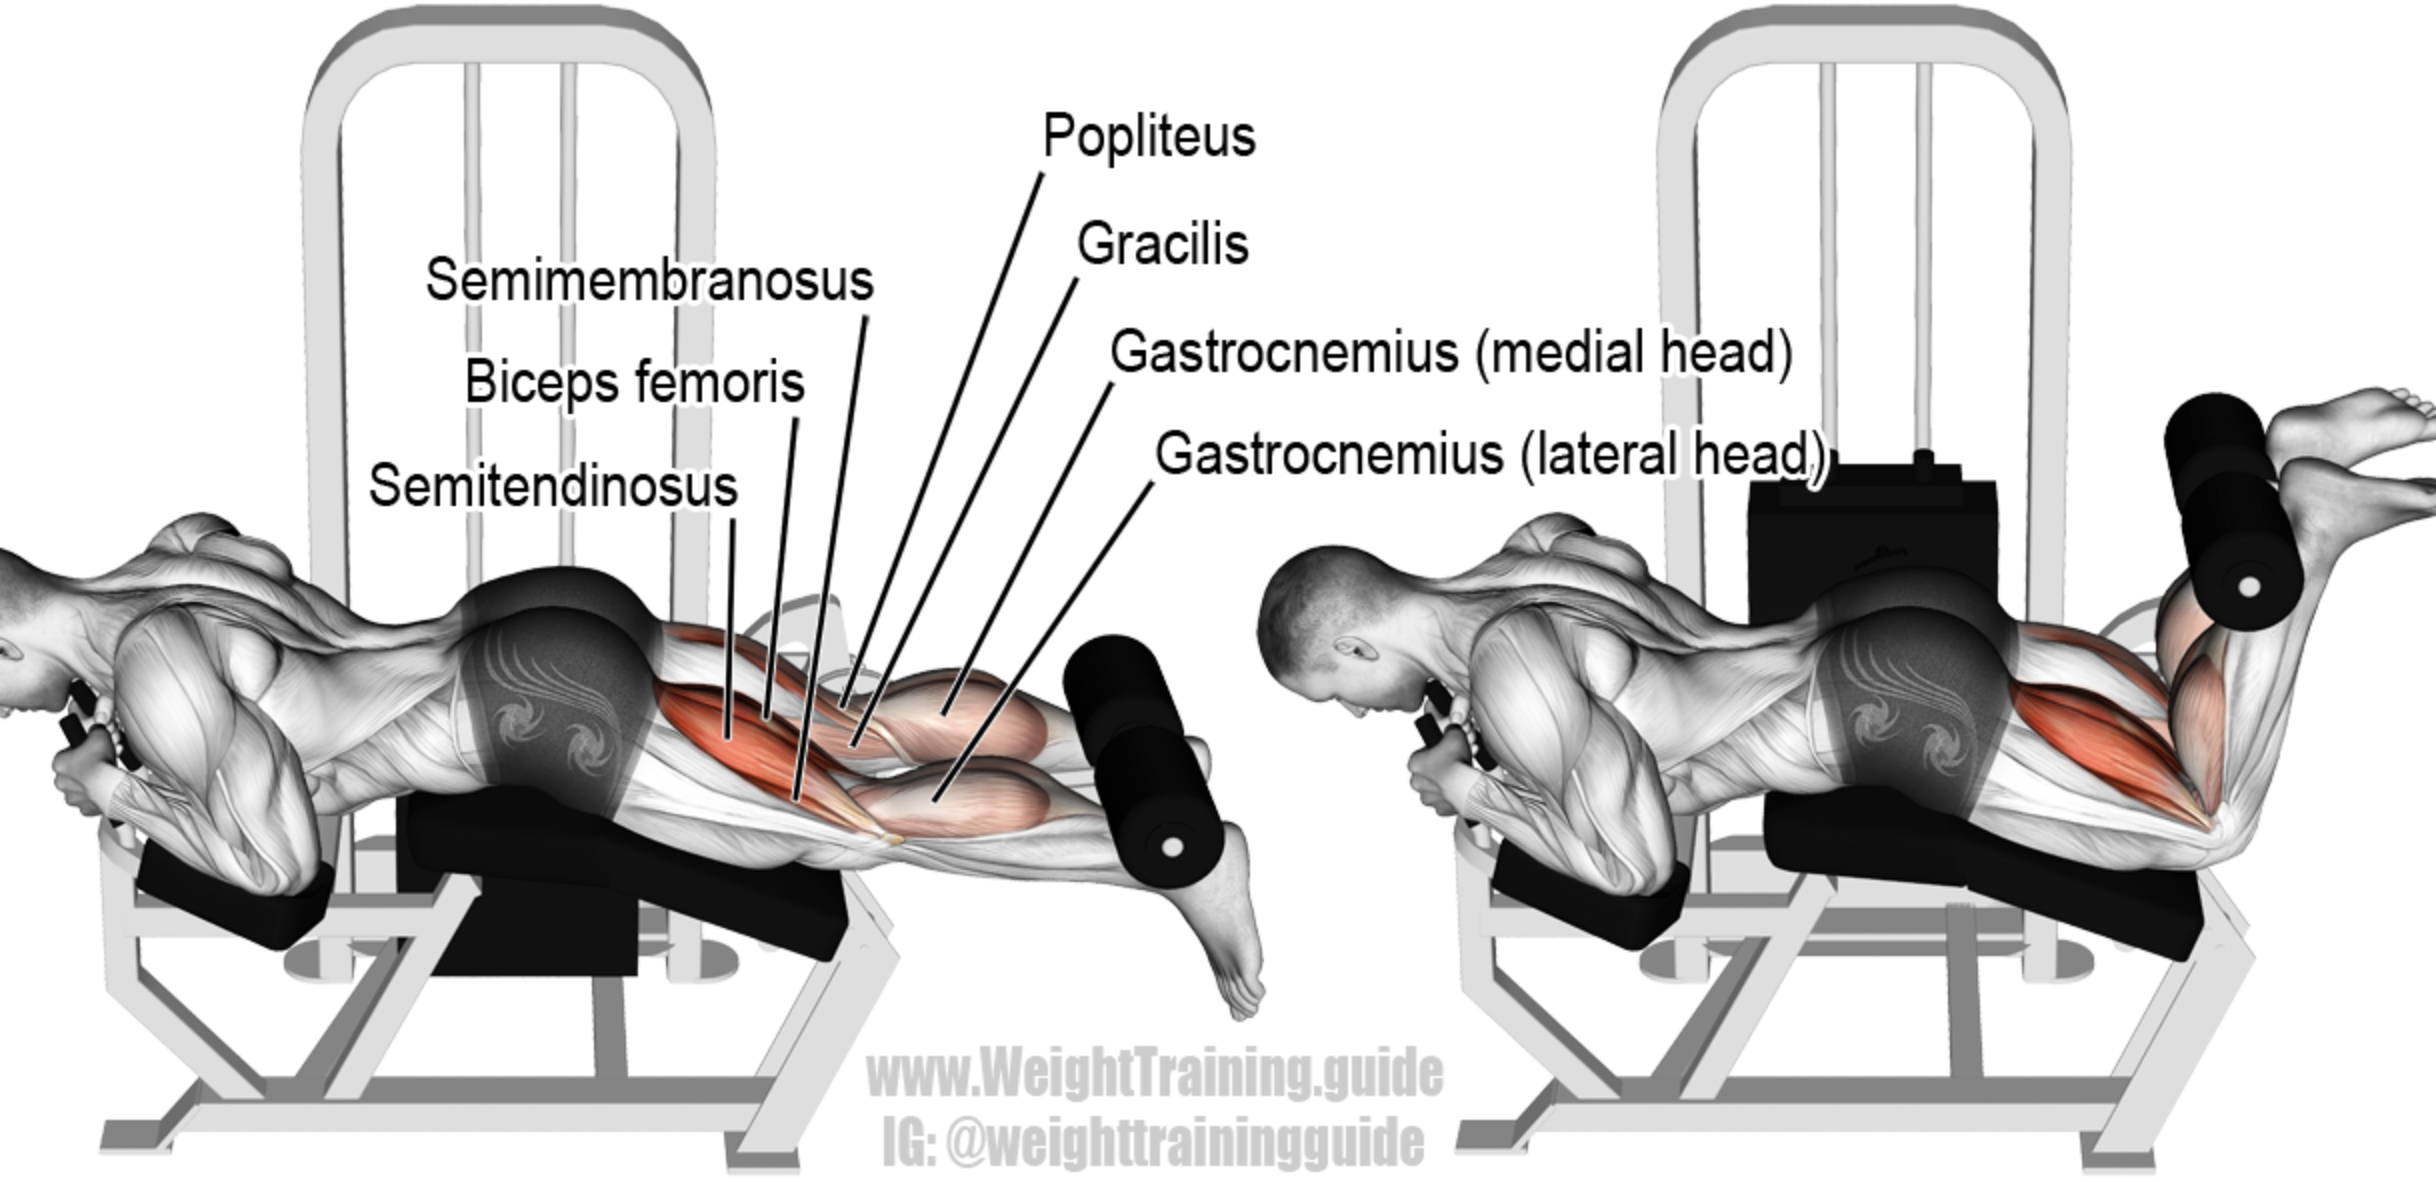 Popliteus
Gracilis
Semimembranosus
Gastrocnemius (medial head)
Biceps femoris
Gastrocnemius (lateral head)
Semitendinosus
www.WeightTraining.guide
IG: @weighttrainingguide